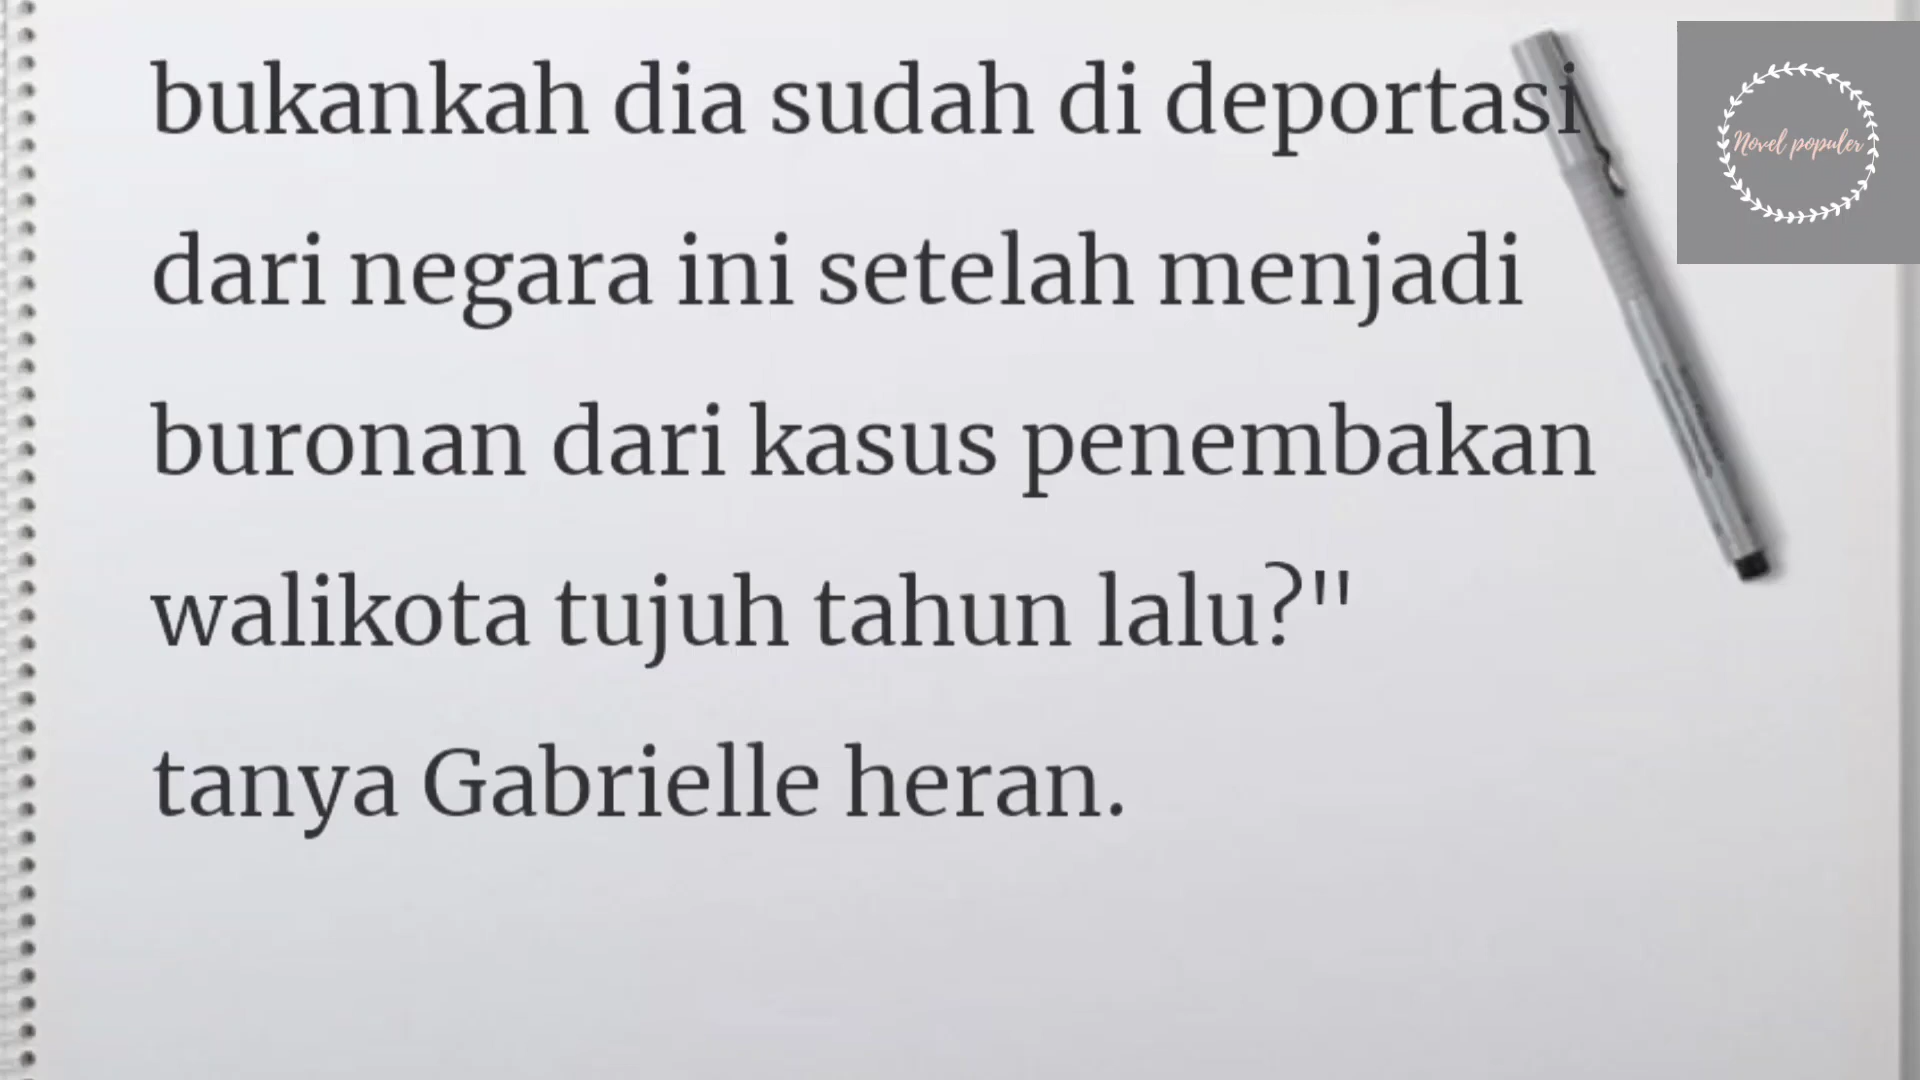 bukankah dia sudah di deportasi
dari negara ini setelah menjadi
buronan dari kasus penembakan
walikota tujuh tahun lalu?"
tanya Gabrielle heran.
Novel populer